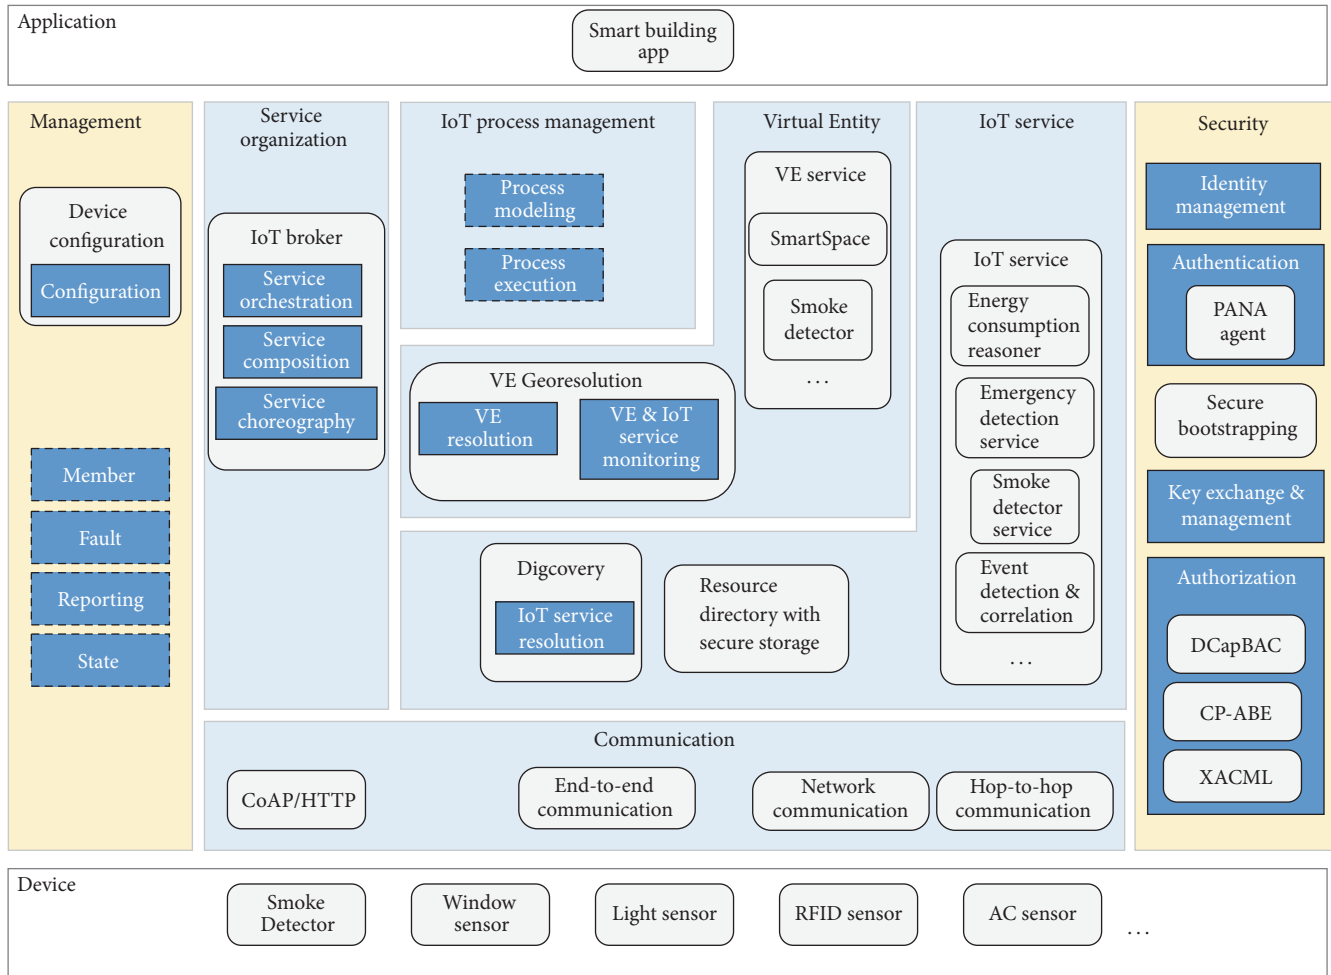 Application
Smart building
app
Management
Device
configuration
Configuration
Member
Fault
Reporting
State
Service
organization
IoT broker
Service
orchestration
Service
composition
Service
choreography
IoT process management
Process
modeling
Process
execution
Virtual Entity
VE service
SmartSpace
Smoke
detector
...
VE Georesolution
VE
resolution
VE & IoT
service
monitoring
IoT service
IoT service
Energy
consumption
reasoner
Emergency
detection
service
Smoke
detector
service
Event
detection &
correlation
...
Digcovery
IoT service
resolution
Resource
directory with
secure storage
Security
Identity
management
Authentication
PANA
agent
Secure
bootstrapping
Key exchange &
management
Authorization
DCapBAC
CP-ABE
XACML
Communication
CoAP/HTTP
End-to-end
communication
Network
communication
Hop-to-hop
communication
Device
Smoke
Detector
Window
sensor
Light sensor
RFID sensor
AC sensor
...